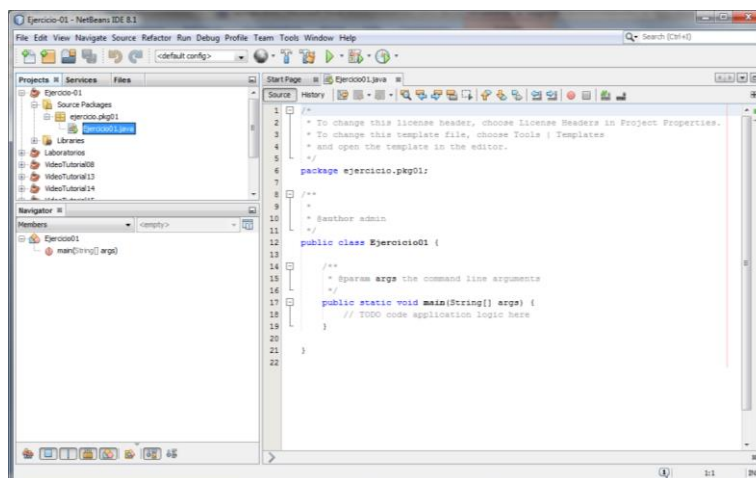 Ejercicio-01 - NetBeans IDE 8.1
File Edit View Navigate Source Refactor Run Debug Profile Team Tools Window Help
Search (Ctrl+I)
<default config>
Projects Services Files
Ejercicio-01
Source Packages
ejercicio.pkg01
Ejercicio01.java
Libraries
Laboratorios
VideoTutorial08
VideoTutorial13
VideoTutorial14
Navigator
Members <empty>
Ejercicio01
main(String[] args)
Start Page Ejercicio01.java
Source History
1 /*
2 * To change this license header, choose License Headers in Project Properties.
3 * To change this template file, choose Tools | Templates
4 * and open the template in the editor.
5 */
6 package ejercicio.pkg01;
7
8 /**
9 *
10 * @author admin
11 */
12 public class Ejercicio01 {
13
14 /**
15 * @param args the command line arguments
16 */
17 public static void main(String[] args) {
18 // TODO code application logic here
19 }
20
21 }
22
1:1